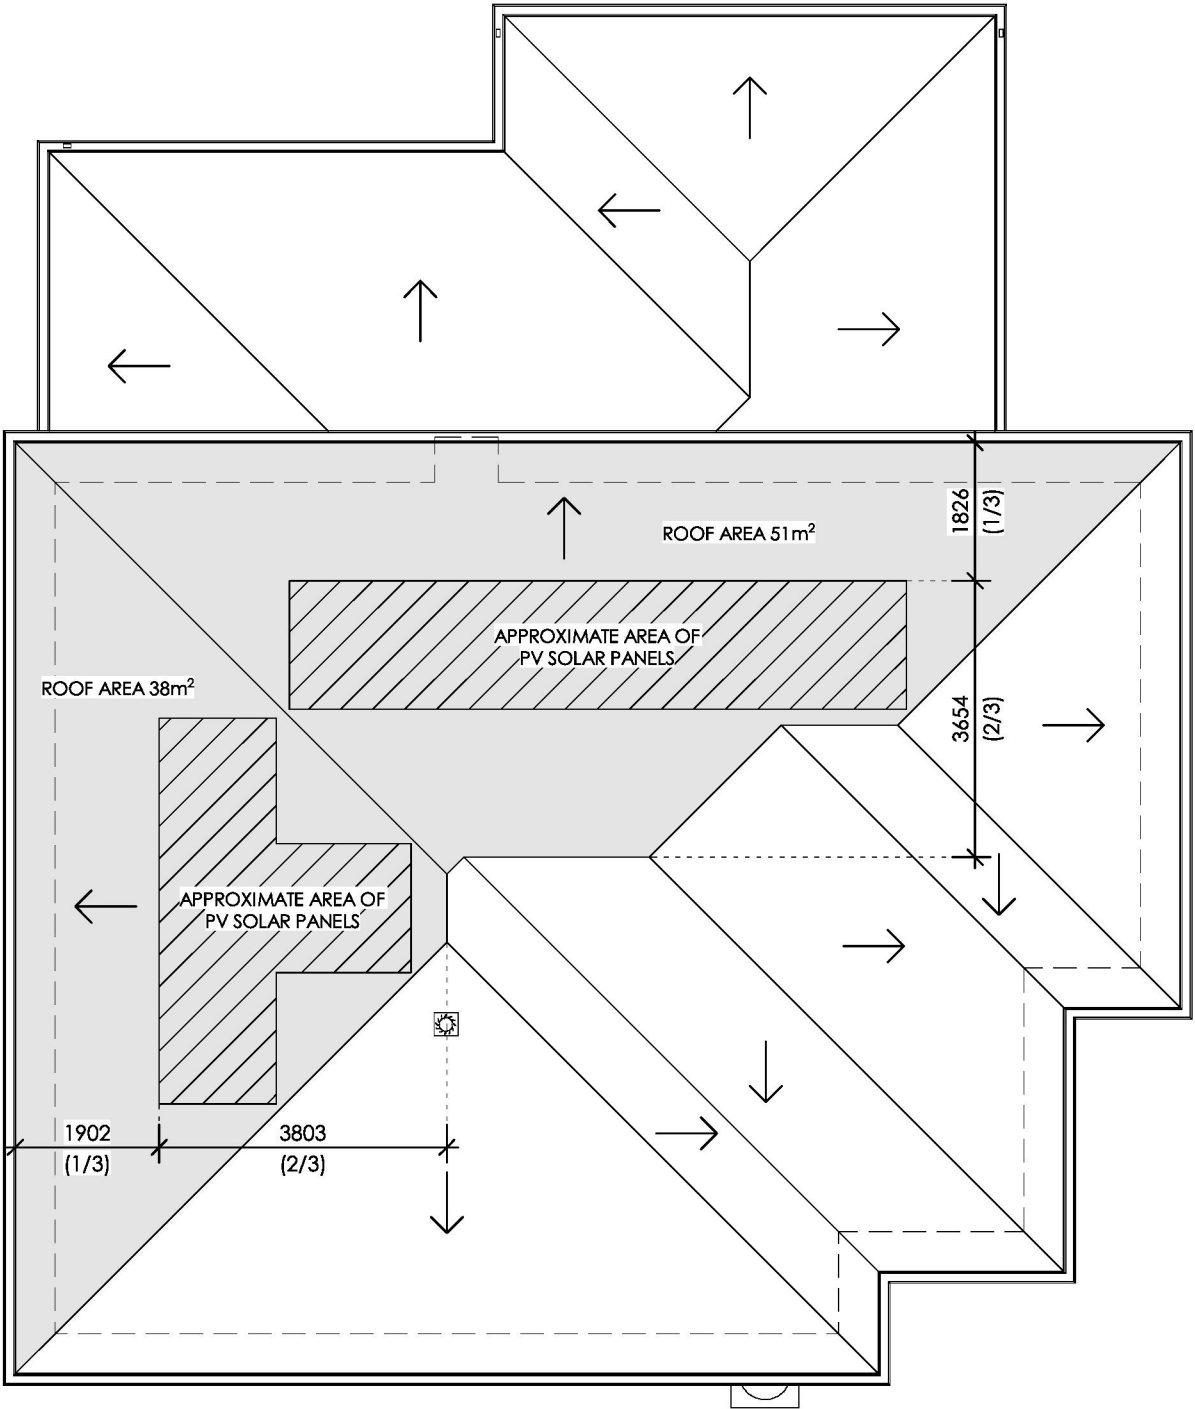 1826
(1/3)
ROOF AREA 51m²
APPROXIMATE AREA OF
PV SOLAR PANELS
ROOF AREA 38m²
3654
(2/3)
APPROXIMATE AREA OF
PV SOLAR PANELS
1902
(1/3)
3803
(2/3)